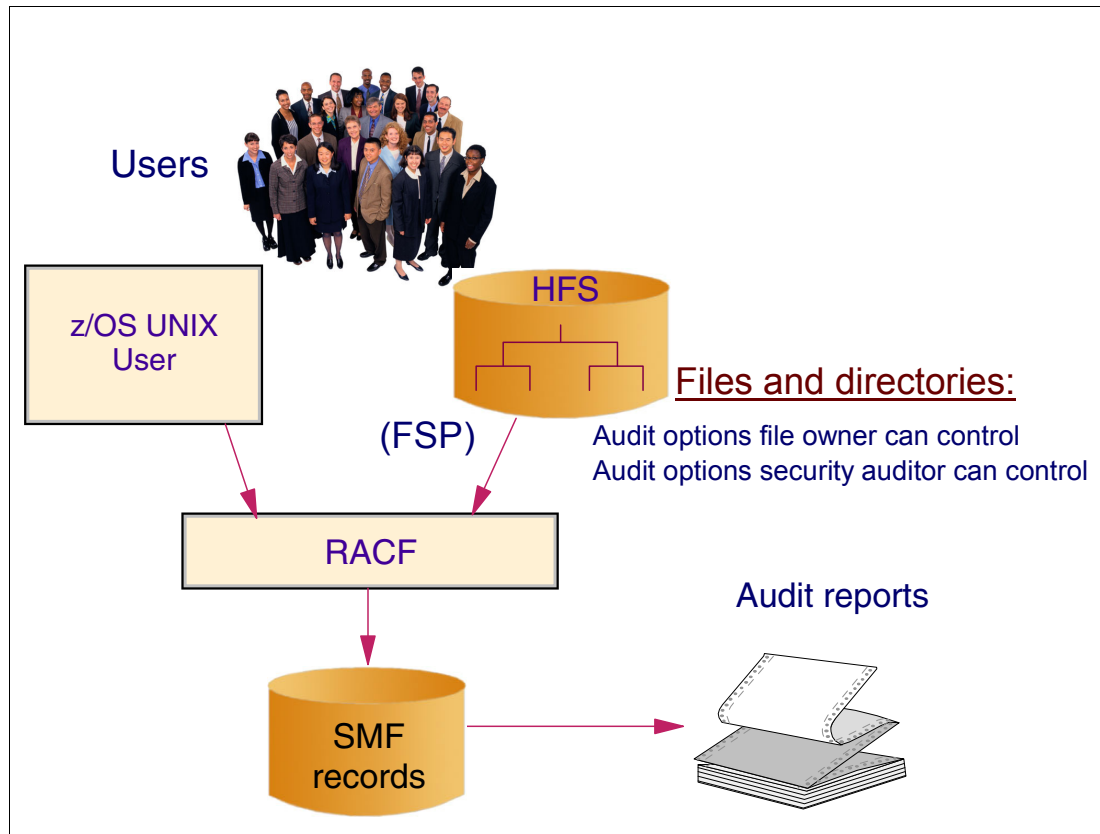 Users
HFS
z/OS UNIX
User
Files and directories:
(FSP)
Audit options file owner can control
Audit options security auditor can control
RACF
Audit reports
SMF
records